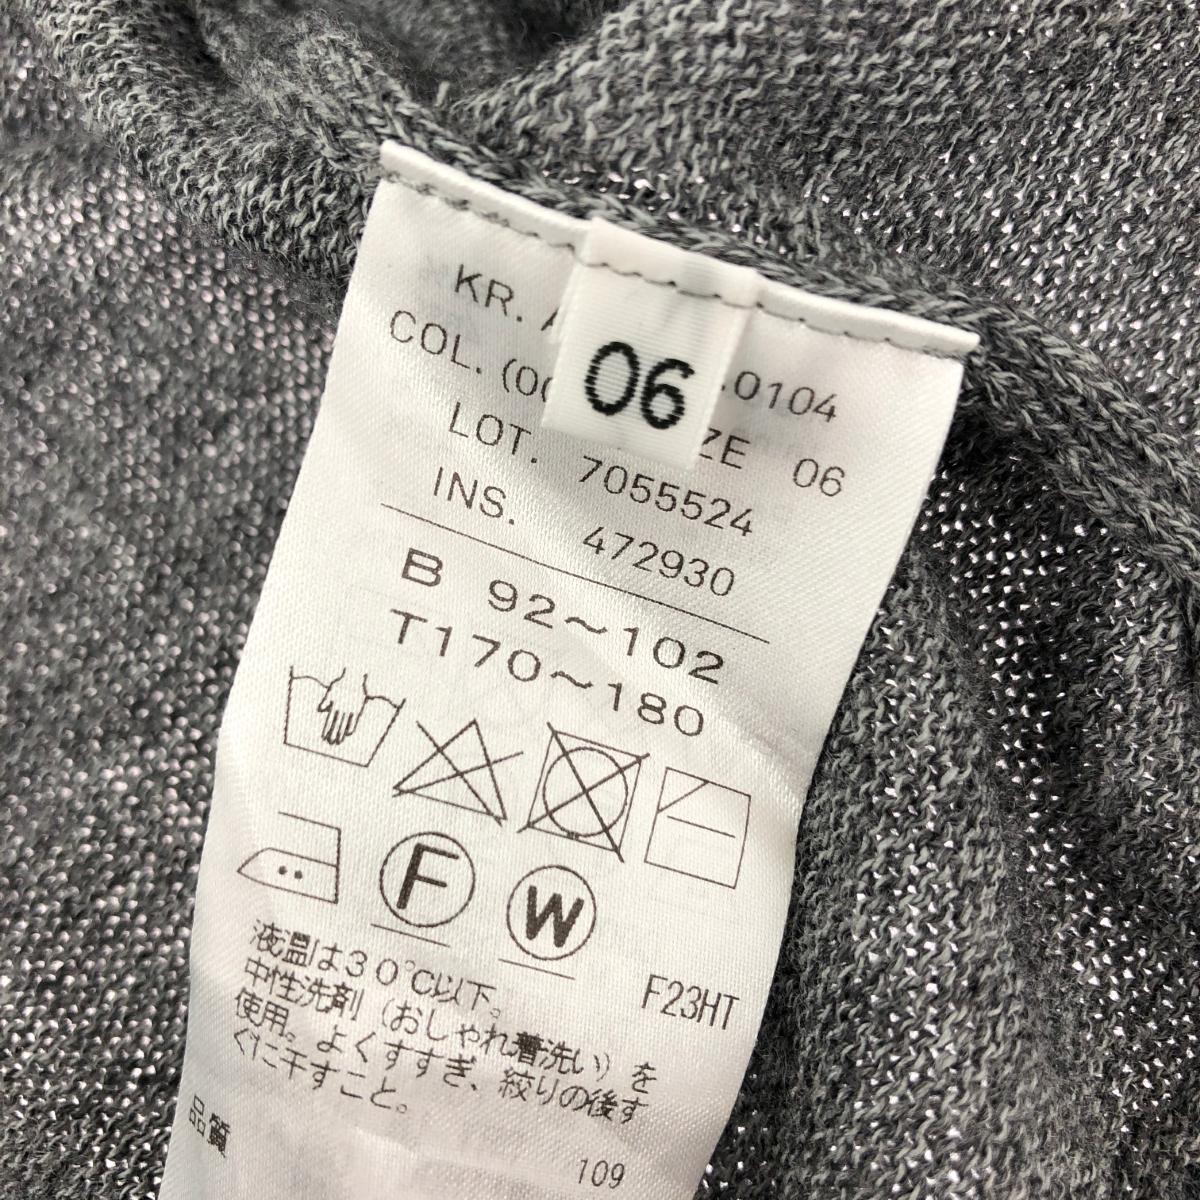 06
KR.
COL. (00 06
0104
LOT. 7055524
INS. 472930
B 92~102
T170~180
F
W
F23HT
液温は30℃以下。
中性洗剤(おしゃれ着洗い)を
使用。よくすすぎ、絞りの後す
ぐに干すこと。
品質
109